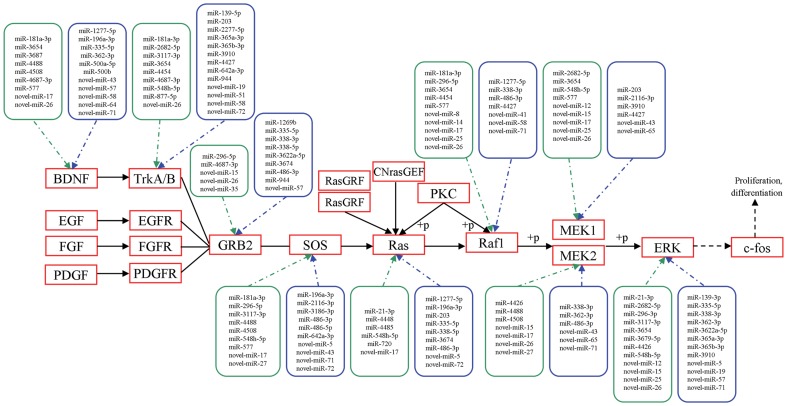 miR-181a-3p
miR-3654
miR-3687
miR-4488
miR-4508
miR-4687-3p
miR-577
novel-miR-17
novel-miR-26
miR-1277-5p
miR-196a-3p
miR-335-5p
miR-362-3p
miR-500a-5p
miR-500b
novel-miR-43
novel-miR-57
novel-miR-58
novel-miR-64
novel-miR-71
miR-181a-3p
miR-2682-5p
miR-3117-3p
miR-3654
miR-4454
miR-4687-3p
miR-548h-5p
miR-877-5p
novel-miR-26
miR-139-5p
miR-203
miR-2277-5p
miR-365a-3p
miR-365b-3p
miR-3910
miR-4427
miR-642a-3p
miR-944
novel-miR-19
novel-miR-51
novel-miR-58
novel-miR-72
miR-296-5p
miR-4687-3p
novel-miR-15
novel-miR-26
novel-miR-35
miR-1269b
miR-335-5p
miR-338-3p
miR-338-5p
miR-3622a-5p
miR-3674
miR-486-3p
miR-944
novel-miR-57
miR-181a-3p
miR-296-5p
miR-3654
miR-4454
miR-577
novel-miR-8
novel-miR-14
novel-miR-17
novel-miR-25
novel-miR-26
miR-1277-5p
miR-338-3p
miR-486-3p
miR-4427
novel-miR-41
novel-miR-58
novel-miR-71
miR-2682-5p
miR-3654
miR-548h-5p
miR-577
novel-miR-12
novel-miR-15
novel-miR-17
novel-miR-25
novel-miR-26
miR-203
miR-2116-3p
miR-3910
miR-4427
novel-miR-43
novel-miR-65
BDNF
TrkA/B
RasGRF
RasGRF
CNrasGEF
PKC
Proliferation,
differentiation
EGF
EGFR
FGF
FGFR
PDGF
PDGFR
GRB2
SOS
Ras
+p
Raf1
+p
MEK1
MEK2
+p
ERK
c-fos
miR-181a-3p
miR-296-5p
miR-3117-3p
miR-4488
miR-4508
miR-548h-5p
miR-577
novel-miR-17
novel-miR-27
miR-196a-3p
miR-2116-3p
miR-3186-3p
miR-486-3p
miR-486-5p
miR-642a-3p
novel-miR-5
novel-miR-43
novel-miR-71
novel-miR-72
miR-21-3p
miR-4448
miR-4485
miR-548h-5p
miR-720
novel-miR-17
miR-1277-5p
miR-196a-3p
miR-203
miR-335-5p
miR-338-5p
miR-3674
miR-486-3p
novel-miR-5
novel-miR-72
miR-4426
miR-4488
miR-4508
novel-miR-15
novel-miR-17
novel-miR-26
novel-miR-27
miR-338-3p
miR-362-3p
miR-486-3p
novel-miR-43
novel-miR-65
novel-miR-71
miR-21-3p
miR-2682-5p
miR-296-3p
miR-3117-3p
miR-3654
miR-3679-5p
miR-4426
miR-548h-5p
novel-miR-12
novel-miR-15
novel-miR-25
novel-miR-26
miR-139-3p
miR-335-5p
miR-338-3p
miR-362-3p
miR-3622a-5p
miR-365a-3p
miR-365b-3p
miR-3910
novel-miR-5
novel-miR-19
novel-miR-57
novel-miR-71